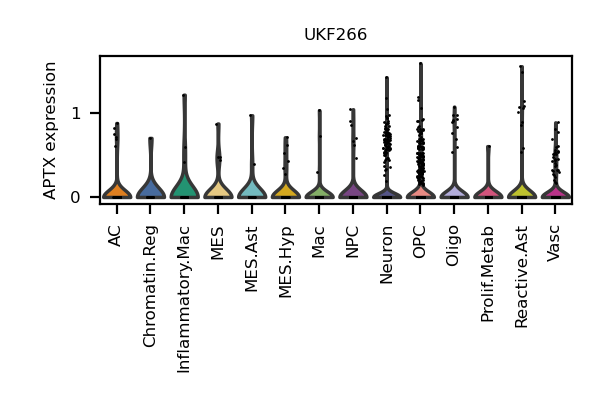 UKF266
APTX expression
1
0
AC
Chromatin.Reg
Inflammatory.Mac
MES
MES.Ast
MES.Hyp
Mac
NPC
Neuron
OPC
Oligo
Prolif.Metab
Reactive.Ast
Vasc